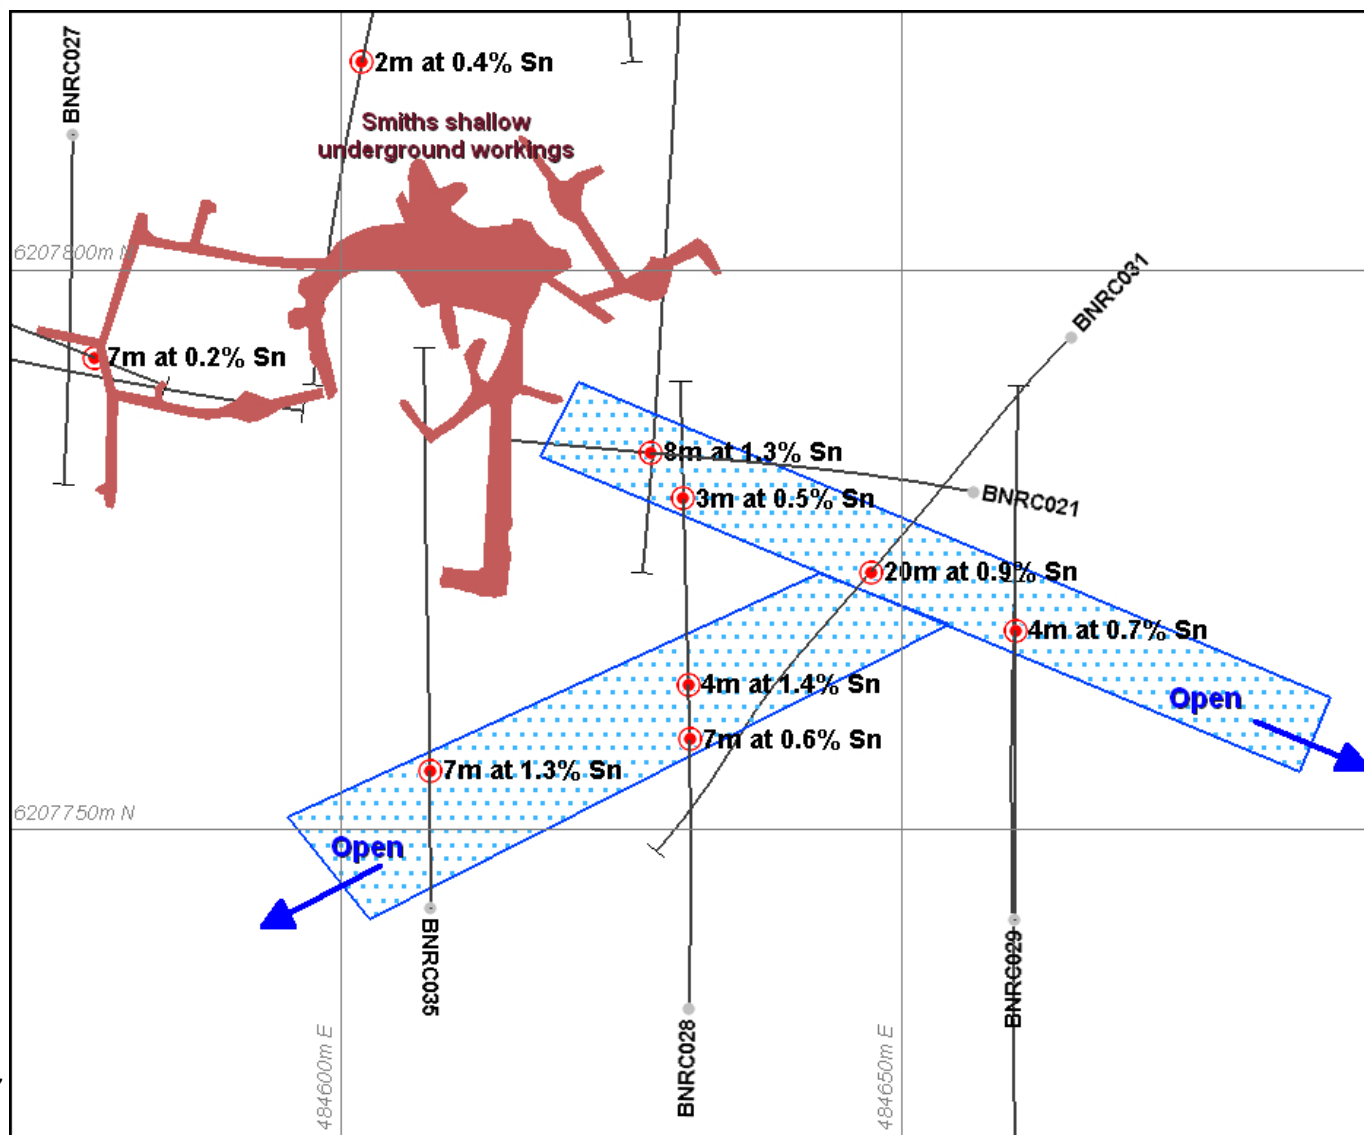 BNRC027
2m at 0.4% Sn
Smiths shallow
underground workings
6207800m N
BNRC031
7m at 0.2% Sn
8m at 1.3% Sn
3m at 0.5% Sn
BNRC021
20m at 0.9% Sn
4m at 0.7% Sn
4m at 1.4% Sn
Open
7m at 0.6% Sn
7m at 1.3% Sn
6207750m N
Open
BNRC035
BNRC029
BNRC028
484600m E
484650m E